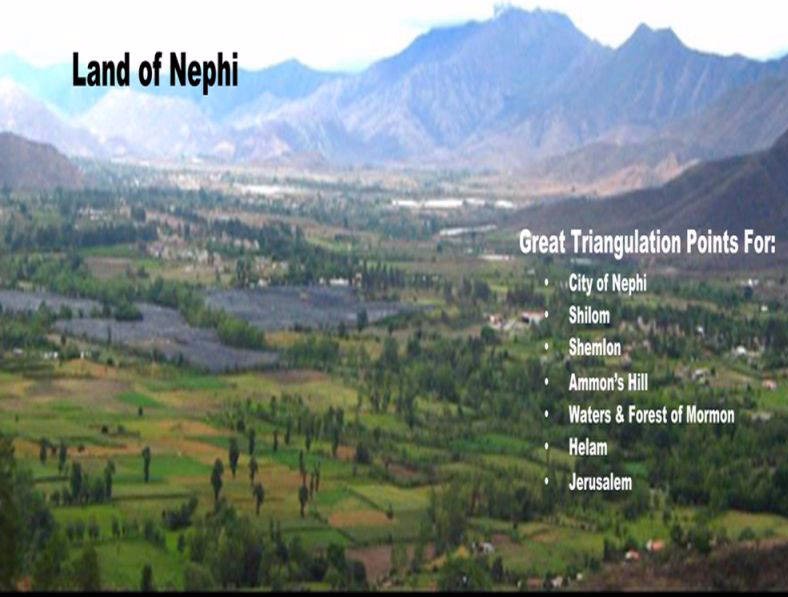 Land of Nephi
Great Triangulation Points For:
• City of Nephi
• Shilom
• Shemlon
• Ammon's Hill
• Waters & Forest of Mormon
• Helam
• Jerusalem